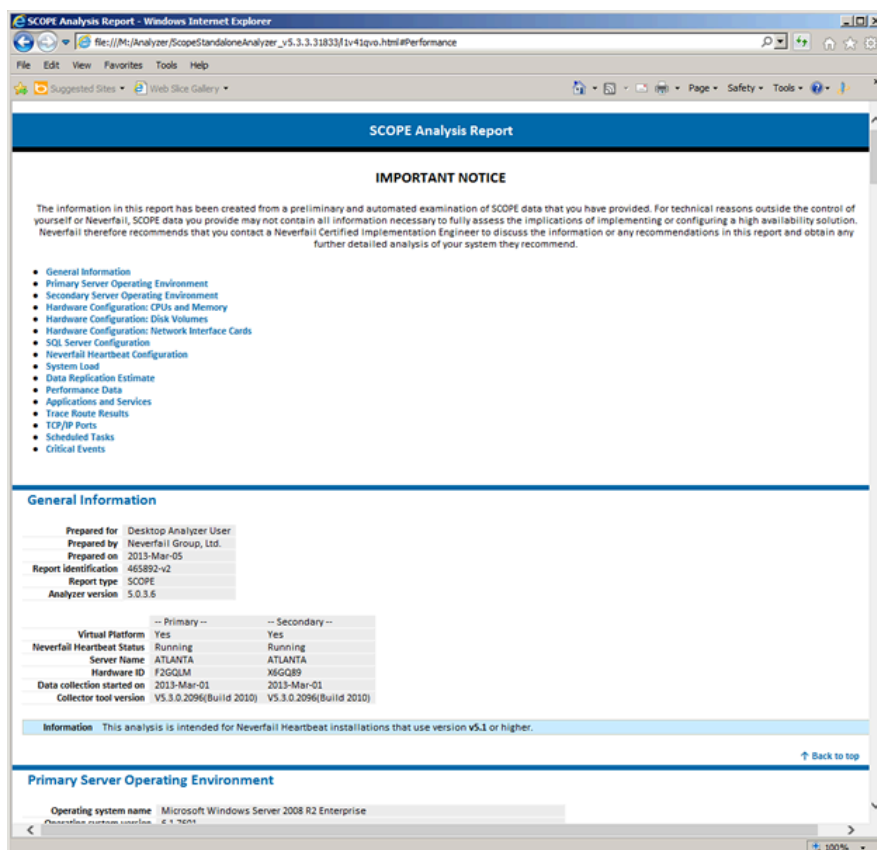 SCOPE Analysis Report - Windows Internet Explorer
file:///M:/Analyzer/ScopeStandaloneAnalyzer_v5.3.3.31833/l1v41qvo.html#Performance
File Edit View Favorites Tools Help
Suggested Sites Web Slice Gallery Page Safety Tools
SCOPE Analysis Report
IMPORTANT NOTICE
The information in this report has been created from a preliminary and automated examination of SCOPE data that you have provided. For technical reasons outside the control of
yourself or Neverfail, SCOPE data you provide may not contain all information necessary to fully assess the implications of implementing or configuring a high availability solution.
Neverfail therefore recommends that you contact a Neverfail Certified Implementation Engineer to discuss the information or any recommendations in this report and obtain any
further detailed analysis of your system they recommend.
General Information
Primary Server Operating Environment
Secondary Server Operating Environment
Hardware Configuration: CPUs and Memory
Hardware Configuration: Disk Volumes
Hardware Configuration: Network Interface Cards
SQL Server Configuration
Neverfail Heartbeat Configuration
System Load
Data Replication Estimate
Performance Data
Applications and Services
Trace Route Results
TCP/IP Ports
Scheduled Tasks
Critical Events
General Information
Prepared for Desktop Analyzer User
Prepared by Neverfail Group, Ltd.
Prepared on 2013-Mar-05
Report identification 465892-v2
Report type SCOPE
Analyzer version 5.0.3.6
-- Primary -- -- Secondary --
Virtual Platform Yes Yes
Neverfail Heartbeat Status Running Running
Server Name ATLANTA ATLANTA
Hardware ID F2GQLM X6GQ89
Data collection started on 2013-Mar-01 2013-Mar-01
Collector tool version V5.3.0.2096(Build 2010) V5.3.0.2096(Build 2010)
Information This analysis is intended for Neverfail Heartbeat installations that use version v5.1 or higher.
Back to top
Primary Server Operating Environment
Operating system name Microsoft Windows Server 2008 R2 Enterprise
Operating system version 6.1.7601
100%